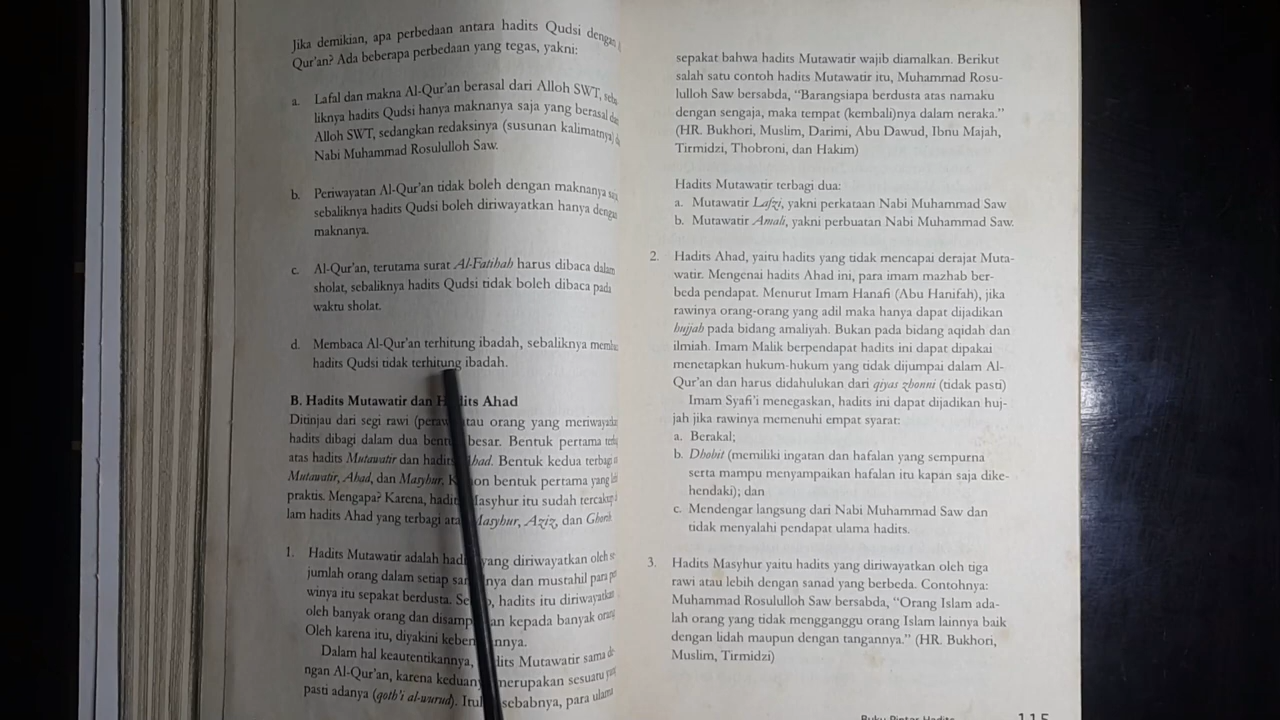 Jika demikian, apa perbedaan antara hadits Qudsi dengan
Qur'an? Ada beberapa perbedaan yang tegas, yakni:
a. Lafal dan makna Al-Qur'an berasal dari Alloh SWT,
liknya hadits Qudsi hanya maknanya saja yang berasal
Alloh SWT, sedangkan redaksinya (susunan kalimatnya)
Nabi Muhammad Rosululloh Saw.
b. Periwayatan Al-Qur'an tidak boleh dengan maknanya
sebaliknya hadits Qudsi boleh diriwayatkan hanya
maknanya.
c. Al-Qur'an, terutama surat Al-Fatihah harus dibaca dalam
sholat, sebaliknya hadits Qudsi tidak boleh dibaca pada
waktu sholat.
d. Membaca Al-Qur'an terhitung ibadah, sebaliknya
hadits Qudsi tidak terhitung ibadah.
B. Hadits Mutawatir dan Ahad
Ditinjau dari segi rawi atau orang yang
hadits dibagi dalam dua besar. Bentuk pertama
atas hadits Mutawatir dan Ahad. Bentuk kedua
Mutawatir, Ahad, dan Masyhur, bentuk pertama yang
praktis. Mengapa? Karena, Masyhur itu sudah
lam hadits Ahad yang terbagi Masyhur, Aziz, dan
1. Hadits Mutawatir adalah yang diriwayatkan oleh se-
jumlah orang dalam setiap dan mustahil para
winya itu sepakat berdusta. hadits itu diriwayatkan
oleh banyak orang dan kepada banyak orang
Oleh karena itu, diyakini
Dalam hal keautentikannya, Mutawatir sama de-
ngan Al-Qur'an, karena merupakan sesuatu
pasti adanya (qoth'i al-wurud). sebabnya, para ulama
sepakat bahwa hadits Mutawatir wajib diamalkan. Berikut
salah satu contoh hadits Mutawatir itu, Muhammad Rosu-
lulloh Saw bersabda, "Barangsiapa berdusta atas namaku
dengan sengaja, maka tempat (kembali)nya dalam neraka."
(HR. Bukhori, Muslim, Darimi, Abu Dawud, Ibnu Majah,
Tirmidzi, Thobroni, dan Hakim)
Hadits Mutawatir terbagi dua:
a. Mutawatir Lafzi, yakni perkataan Nabi Muhammad Saw
b. Mutawatir Amali, yakni perbuatan Nabi Muhammad Saw.
2. Hadits Ahad, yaitu hadits yang tidak mencapai derajat Muta-
watir. Mengenai hadits Ahad ini, para imam mazhab ber-
beda pendapat. Menurut Imam Hanafi (Abu Hanifah), jika
rawinya orang-orang yang adil maka hanya dapat dijadikan
hujjah pada bidang amaliyah. Bukan pada bidang aqidah dan
ilmiah. Imam Malik berpendapat hadits ini dapat dipakai
menetapkan hukum-hukum yang tidak dijumpai dalam Al-
Qur'an dan harus didahulukan dari qiyas zhonni (tidak pasti)
Imam Syafi'i menegaskan, hadits ini dapat dijadikan huj-
jah jika rawinya memenuhi empat syarat:
a. Berakal;
b. Dhobit (memiliki ingatan dan hafalan yang sempurna
serta mampu menyampaikan hafalan itu kapan saja dike-
hendaki); dan
c. Mendengar langsung dari Nabi Muhammad Saw dan
tidak menyalahi pendapat ulama hadits.
3. Hadits Masyhur yaitu hadits yang diriwayatkan oleh tiga
rawi atau lebih dengan sanad yang berbeda. Contohnya:
Muhammad Rosululloh Saw bersabda, "Orang Islam ada-
lah orang yang tidak mengganggu orang Islam lainnya baik
dengan lidah maupun dengan tangannya." (HR. Bukhori,
Muslim, Tirmidzi)
Buku Pintar Hadits 115